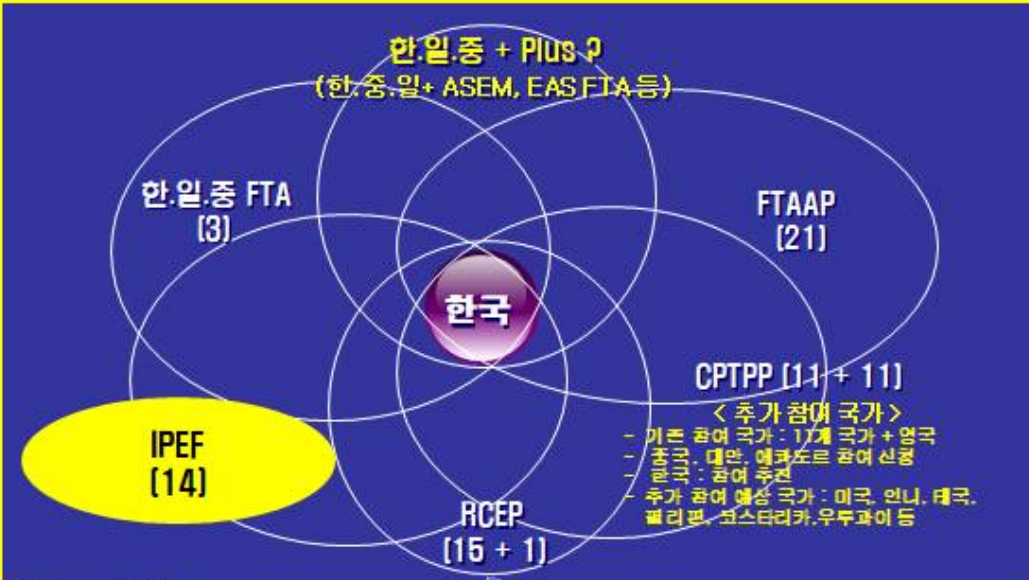 한.일.중 + Plus ?
(한.중.일+ ASEM, EAS FTA등)
한.일.중 FTA
(3)
FTAAP
(21)
한국
CPTPP (11 + 11)
< 추가 참여 국가 >
- 기존 참여 국가 : 11개 국가 + 영국
- 중국, 대만, 에콰도르 참여 신청
- 한국 : 참여 추진
- 추가 참여 예상 국가 : 미국, 인니, 태국,
필리핀, 코스타리카,우루과이 등
IPEF
(14)
RCEP
(15 + 1)